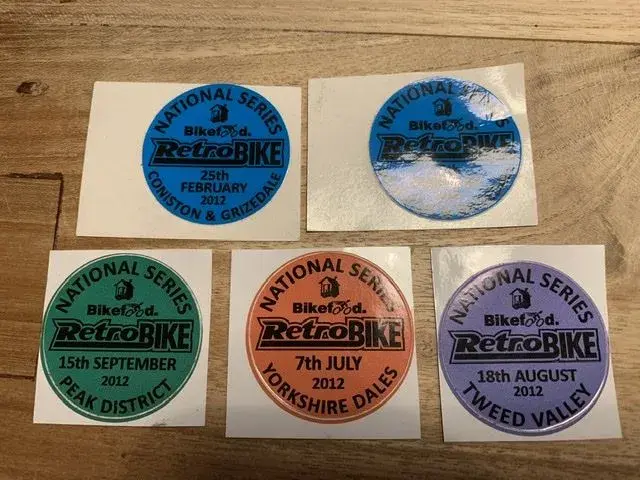 NATIONAL SERIES
Bikefood.
RetroBIKE
25th
FEBRUARY
2012
CONISTON & GRIZEDALE
NATIONAL
Bikefood.
RetroBIKE
NATIONAL SERIES
Bikefood.
RetroBIKE
15th SEPTEMBER
2012
PEAK DISTRICT
NATIONAL SERIES
Bikefood.
RetroBIKE
7th JULY
2012
YORKSHIRE DALES
NATIONAL SERIES
Bikefood.
RetroBIKE
18th AUGUST
2012
TWEED VALLEY